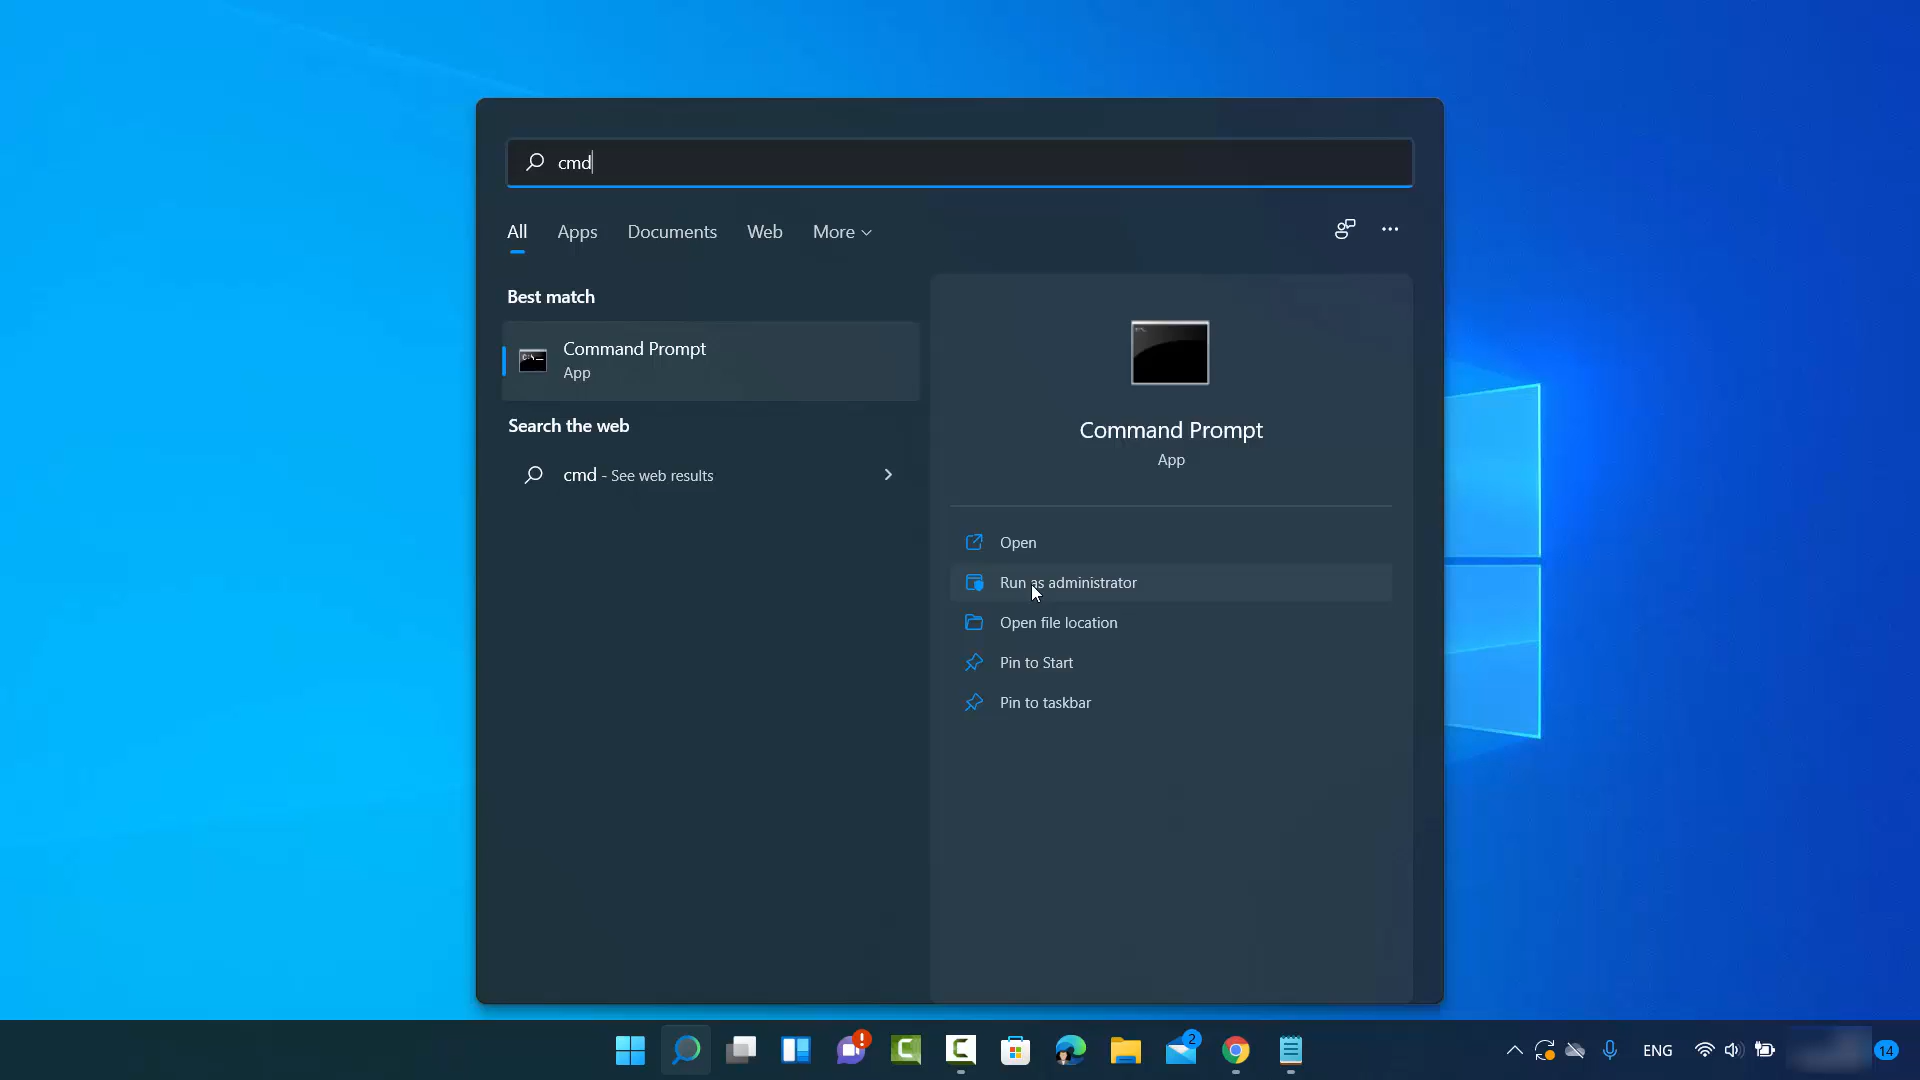 cmd
All Apps Documents Web More
Best match
Command Prompt
App
Search the web
cmd - See web results
Command Prompt
App
Open
Run as administrator
Open file location
Pin to Start
Pin to taskbar
2
ENG
14